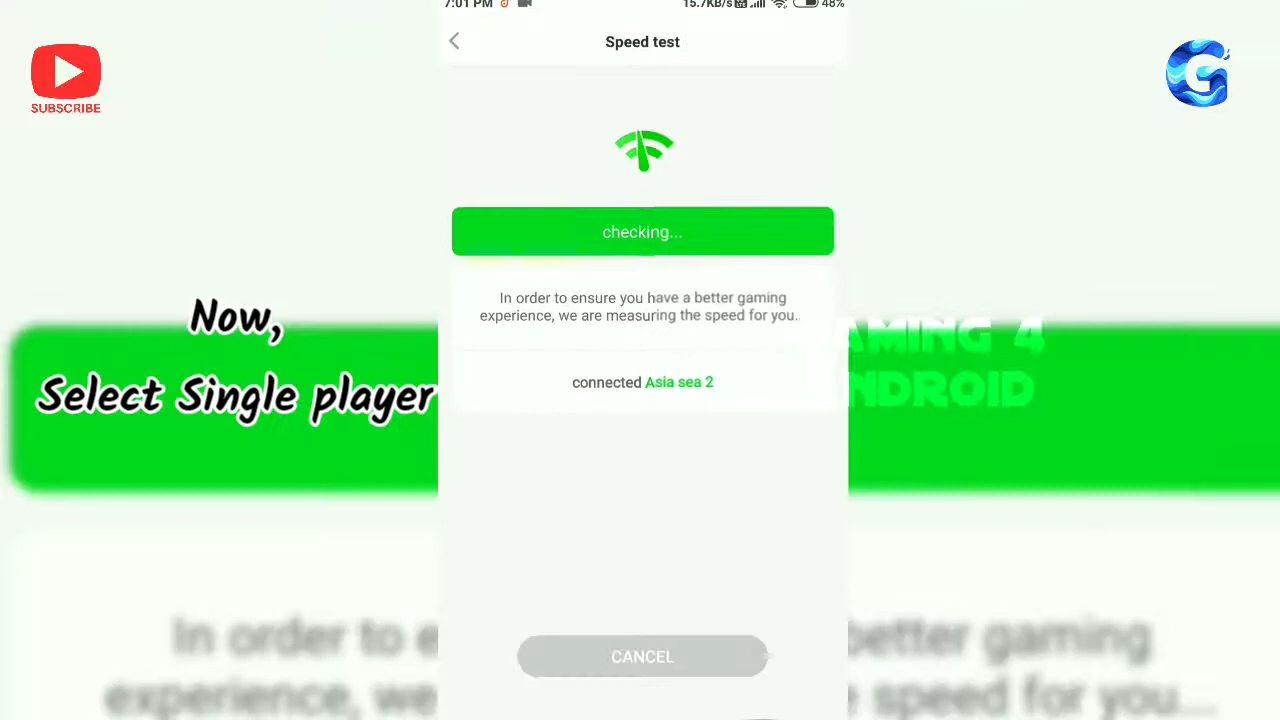 7:01 PM
15.7KB/s
48%
Speed test
SUBSCRIBE
G
checking...
In order to ensure you have a better gaming
experience, we are measuring the speed for you..
connected Asia sea 2
Now,
Select Single player
AMING 4
NDROID
In order to e
better gaming
experience, we
e speed for you...
CANCEL